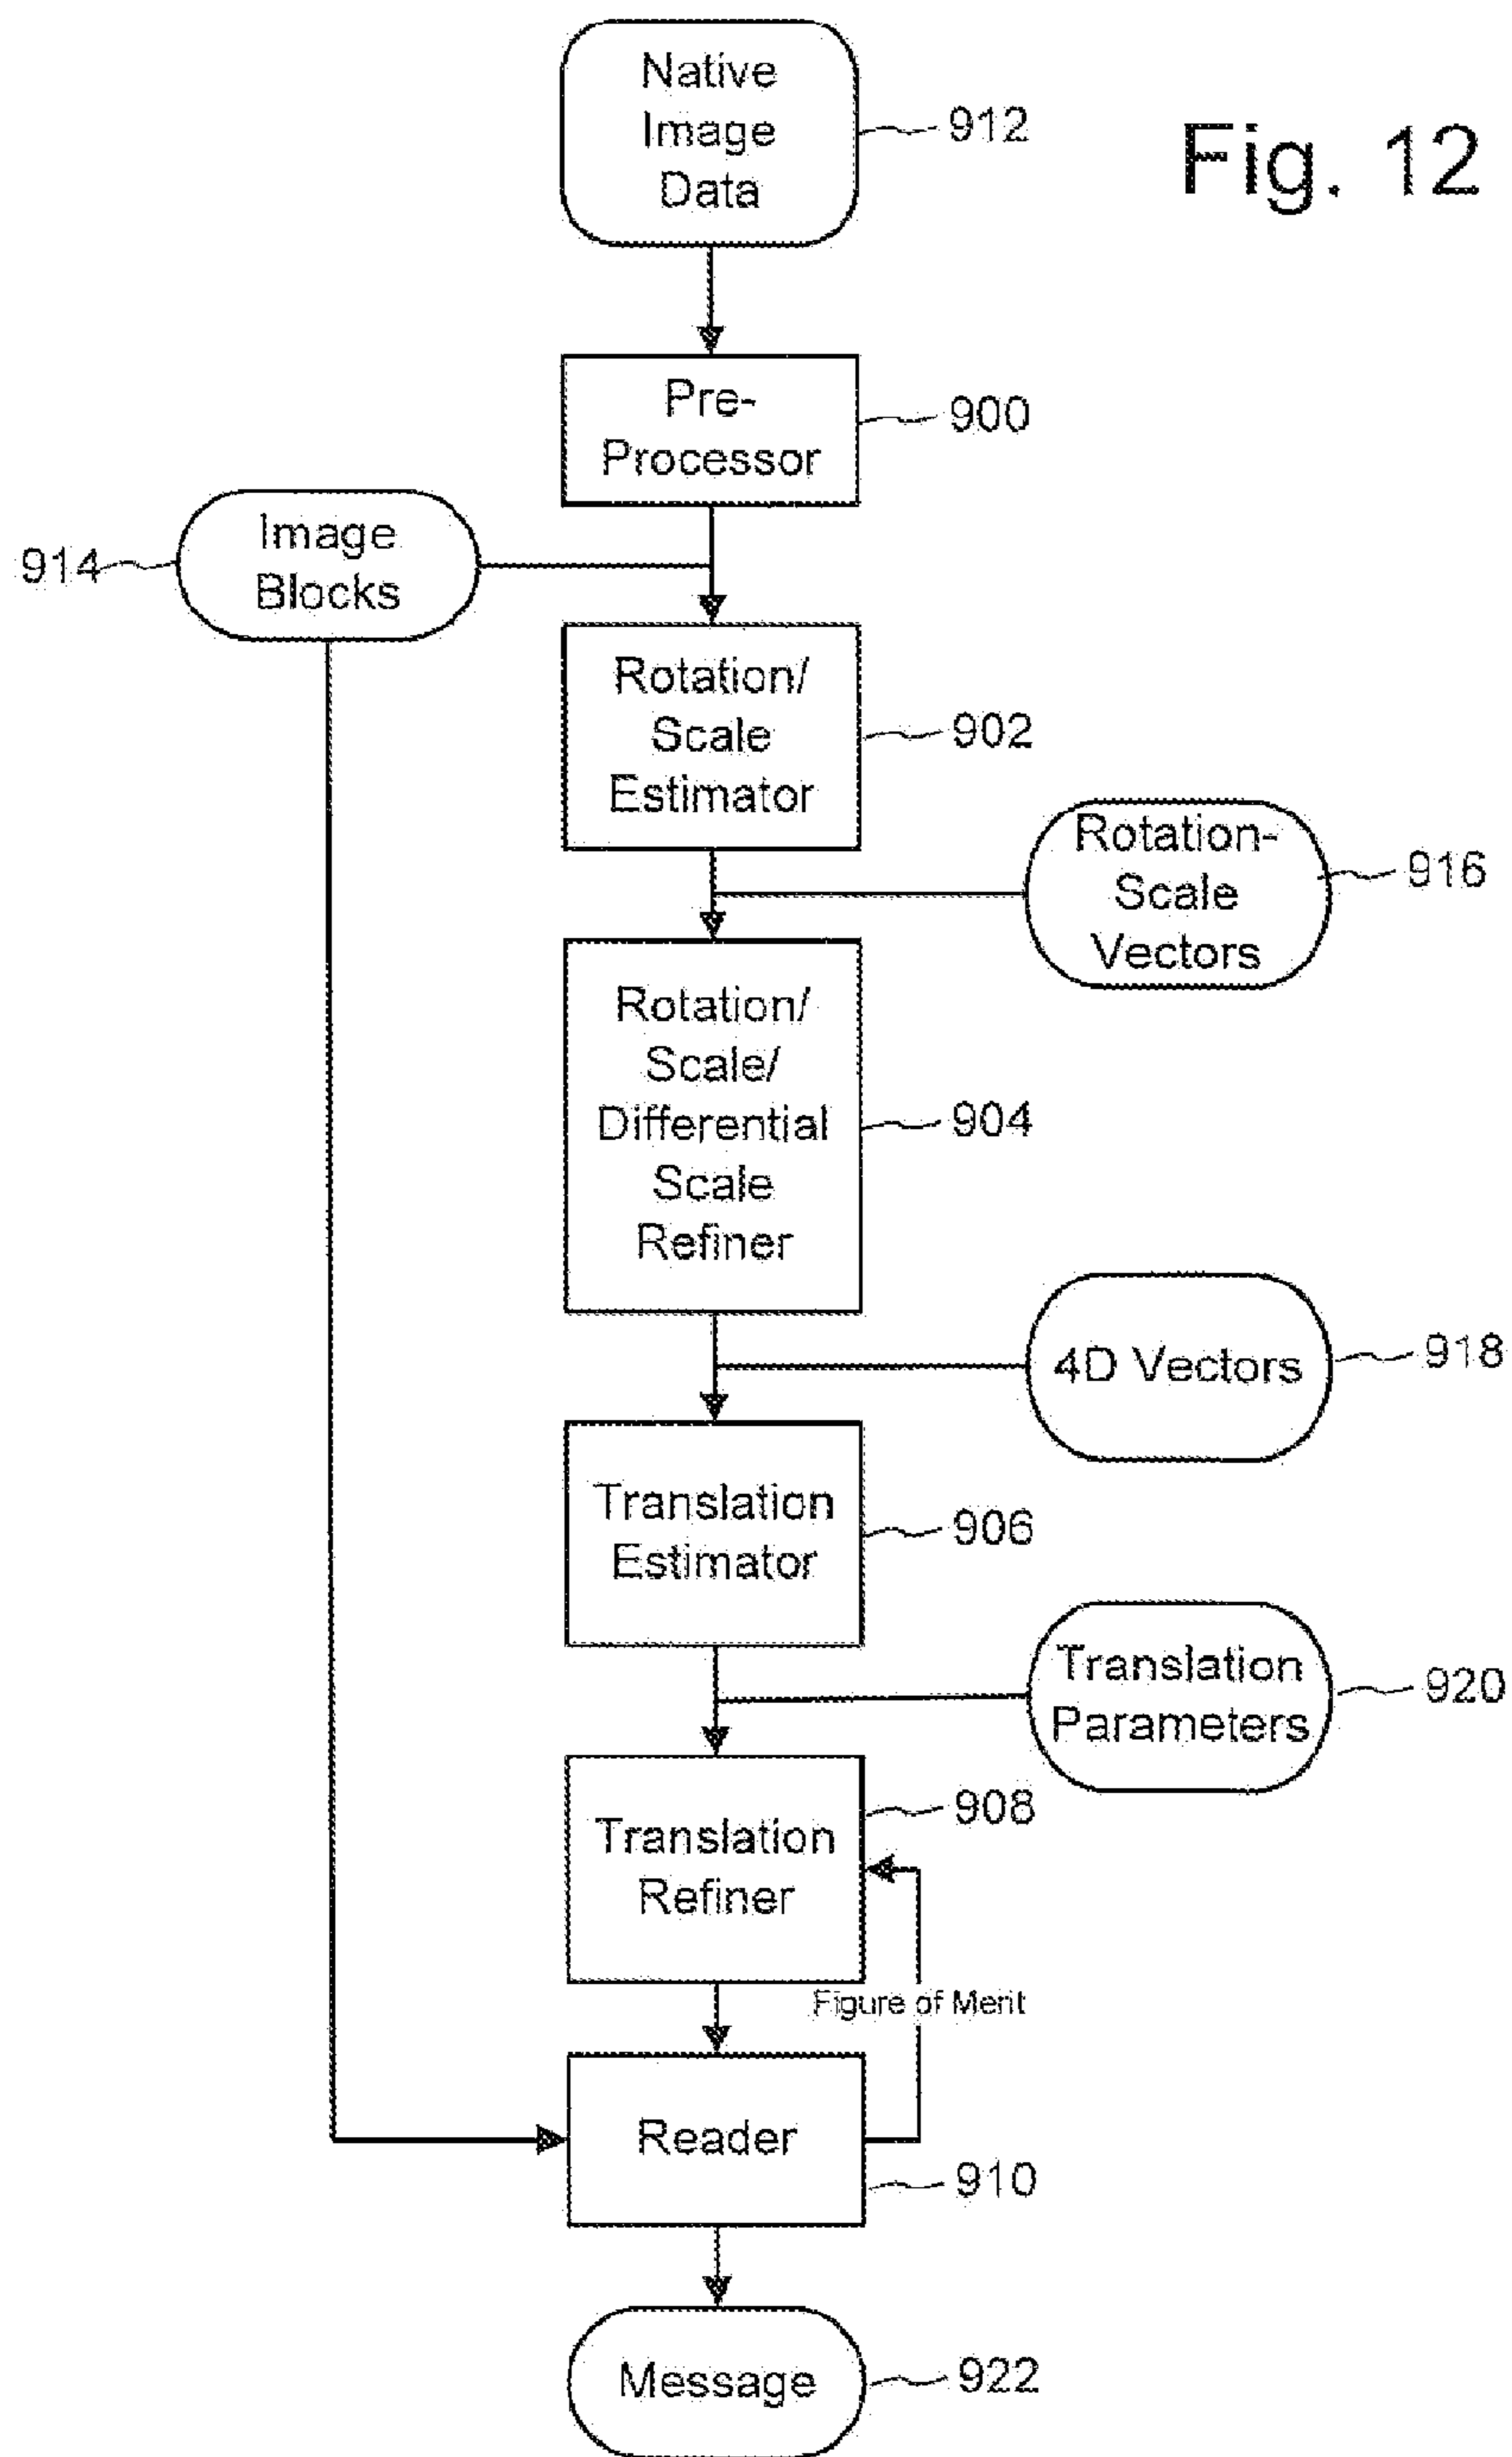 Native
Image
Data
912
Fig. 12
Pre-
Processor
900
Image
Blocks
914
Rotation/
Scale
Estimator
902
Rotation-
Scale
Vectors
916
Rotation/
Scale/
Differential
Scale
Refiner
904
4D Vectors
918
Translation
Estimator
906
Translation
Parameters
920
Translation
Refiner
908
Figure of Merit
Reader
910
Message
922